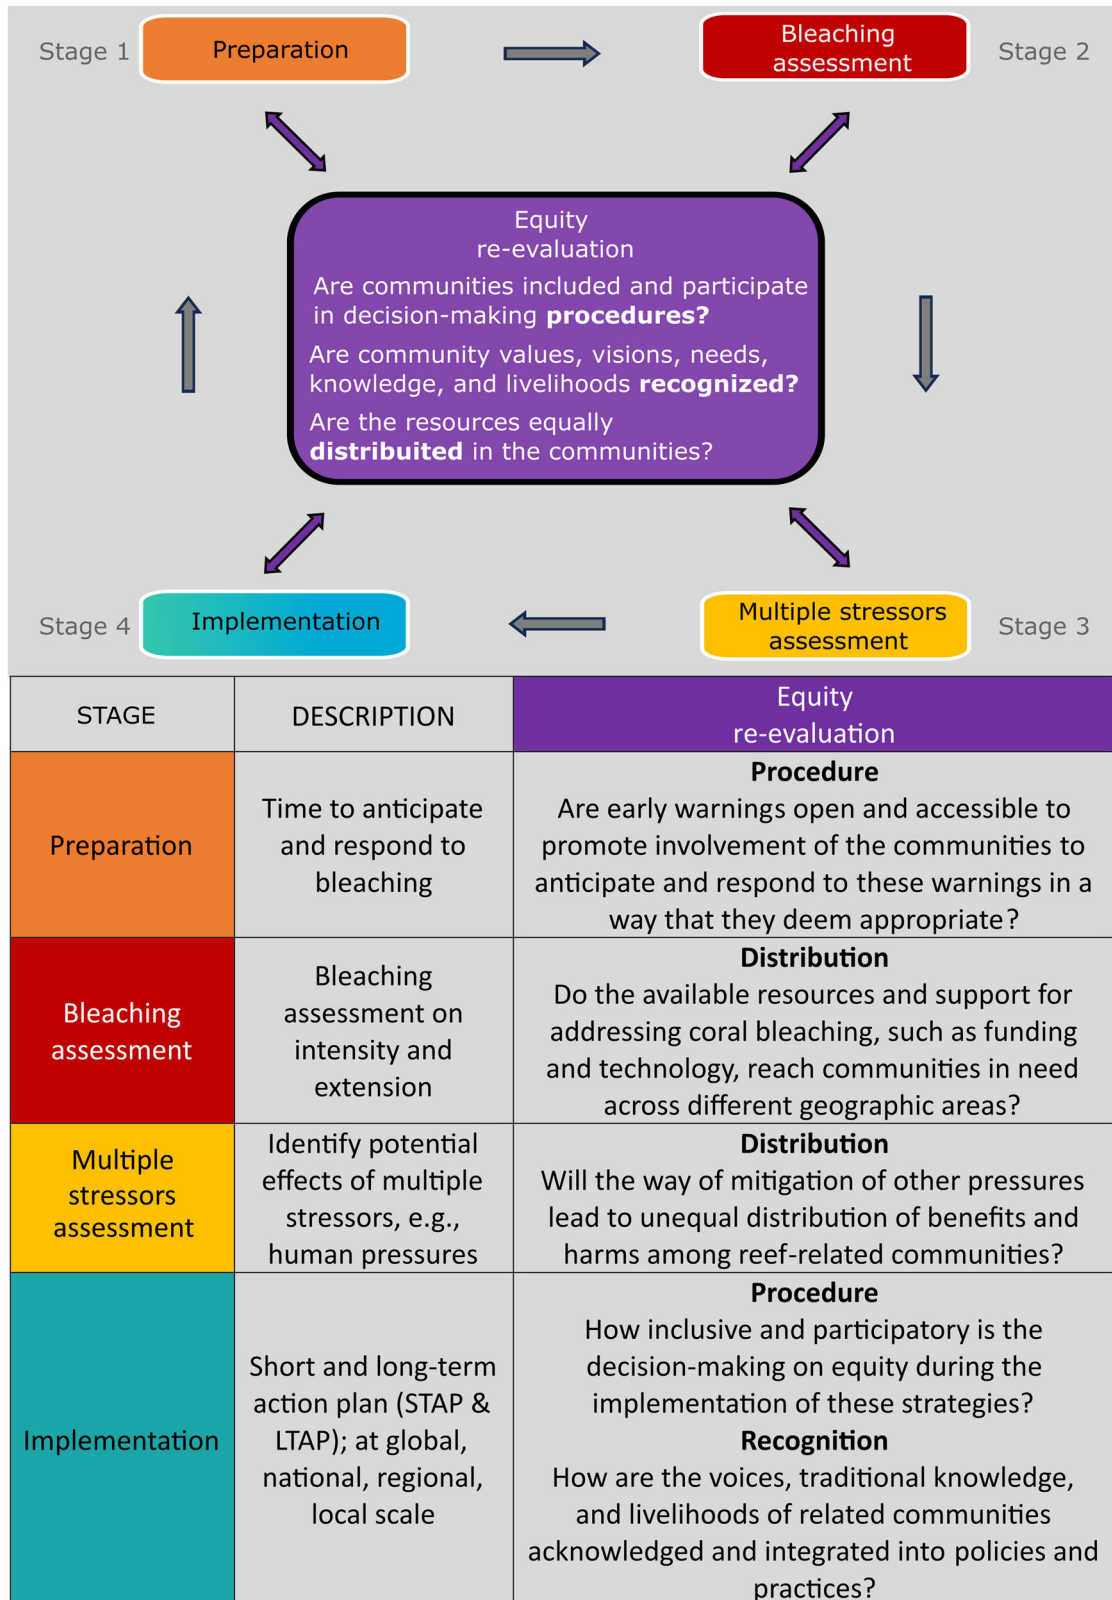 Stage 1
Preparation
Bleaching
assessment
Stage 2
Equity
re-evaluation
Are communities included and participate
in decision-making procedures?
Are community values, visions, needs,
knowledge, and livelihoods recognized?
Are the resources equally
distribuited in the communities?
Stage 4
Implementation
Multiple stressors
assessment
Stage 3
STAGE
DESCRIPTION
Equity
re-evaluation
Preparation
Time to anticipate
and respond to
bleaching
Procedure
Are early warnings open and accessible to
promote involvement of the communities to
anticipate and respond to these warnings in a
way that they deem appropriate?
Bleaching
assessment
Bleaching
assessment on
intensity and
extension
Distribution
Do the available resources and support for
addressing coral bleaching, such as funding
and technology, reach communities in need
across different geographic areas?
Multiple
stressors
assessment
Identify potential
effects of multiple
stressors, e.g.,
human pressures
Distribution
Will the way of mitigation of other pressures
lead to unequal distribution of benefits and
harms among reef-related communities?
Implementation
Short and long-term
action plan (STAP &
LTAP); at global,
national, regional,
local scale
Procedure
How inclusive and participatory is the
decision-making on equity during the
implementation of these strategies?
Recognition
How are the voices, traditional knowledge,
and livelihoods of related communities
acknowledged and integrated into policies and
practices?